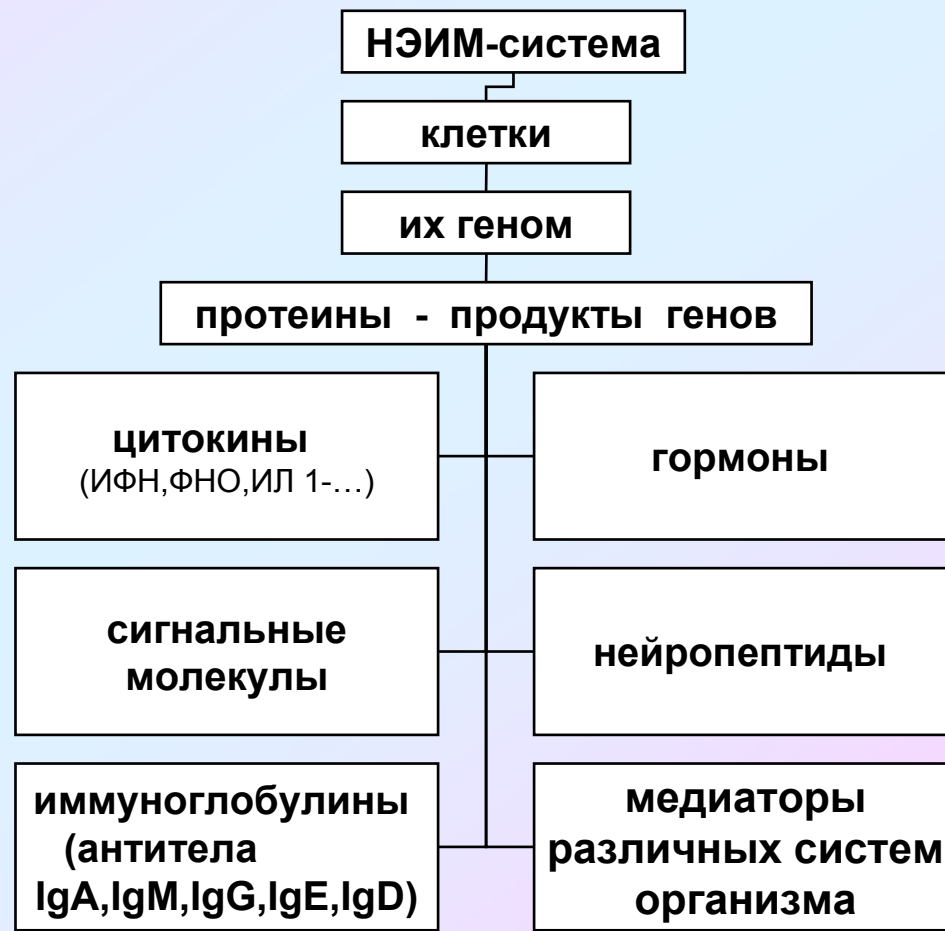 НЭИМ-система
клетки
их геном
протеины - продукты генов
цитокины
(ИФН,ФНО,ИЛ 1-...)
гормоны
сигнальные
молекулы
нейропептиды
иммуноглобулины
(антитела
IgA,IgM,IgG,IgE,IgD)
медиаторы
различных систем
организма